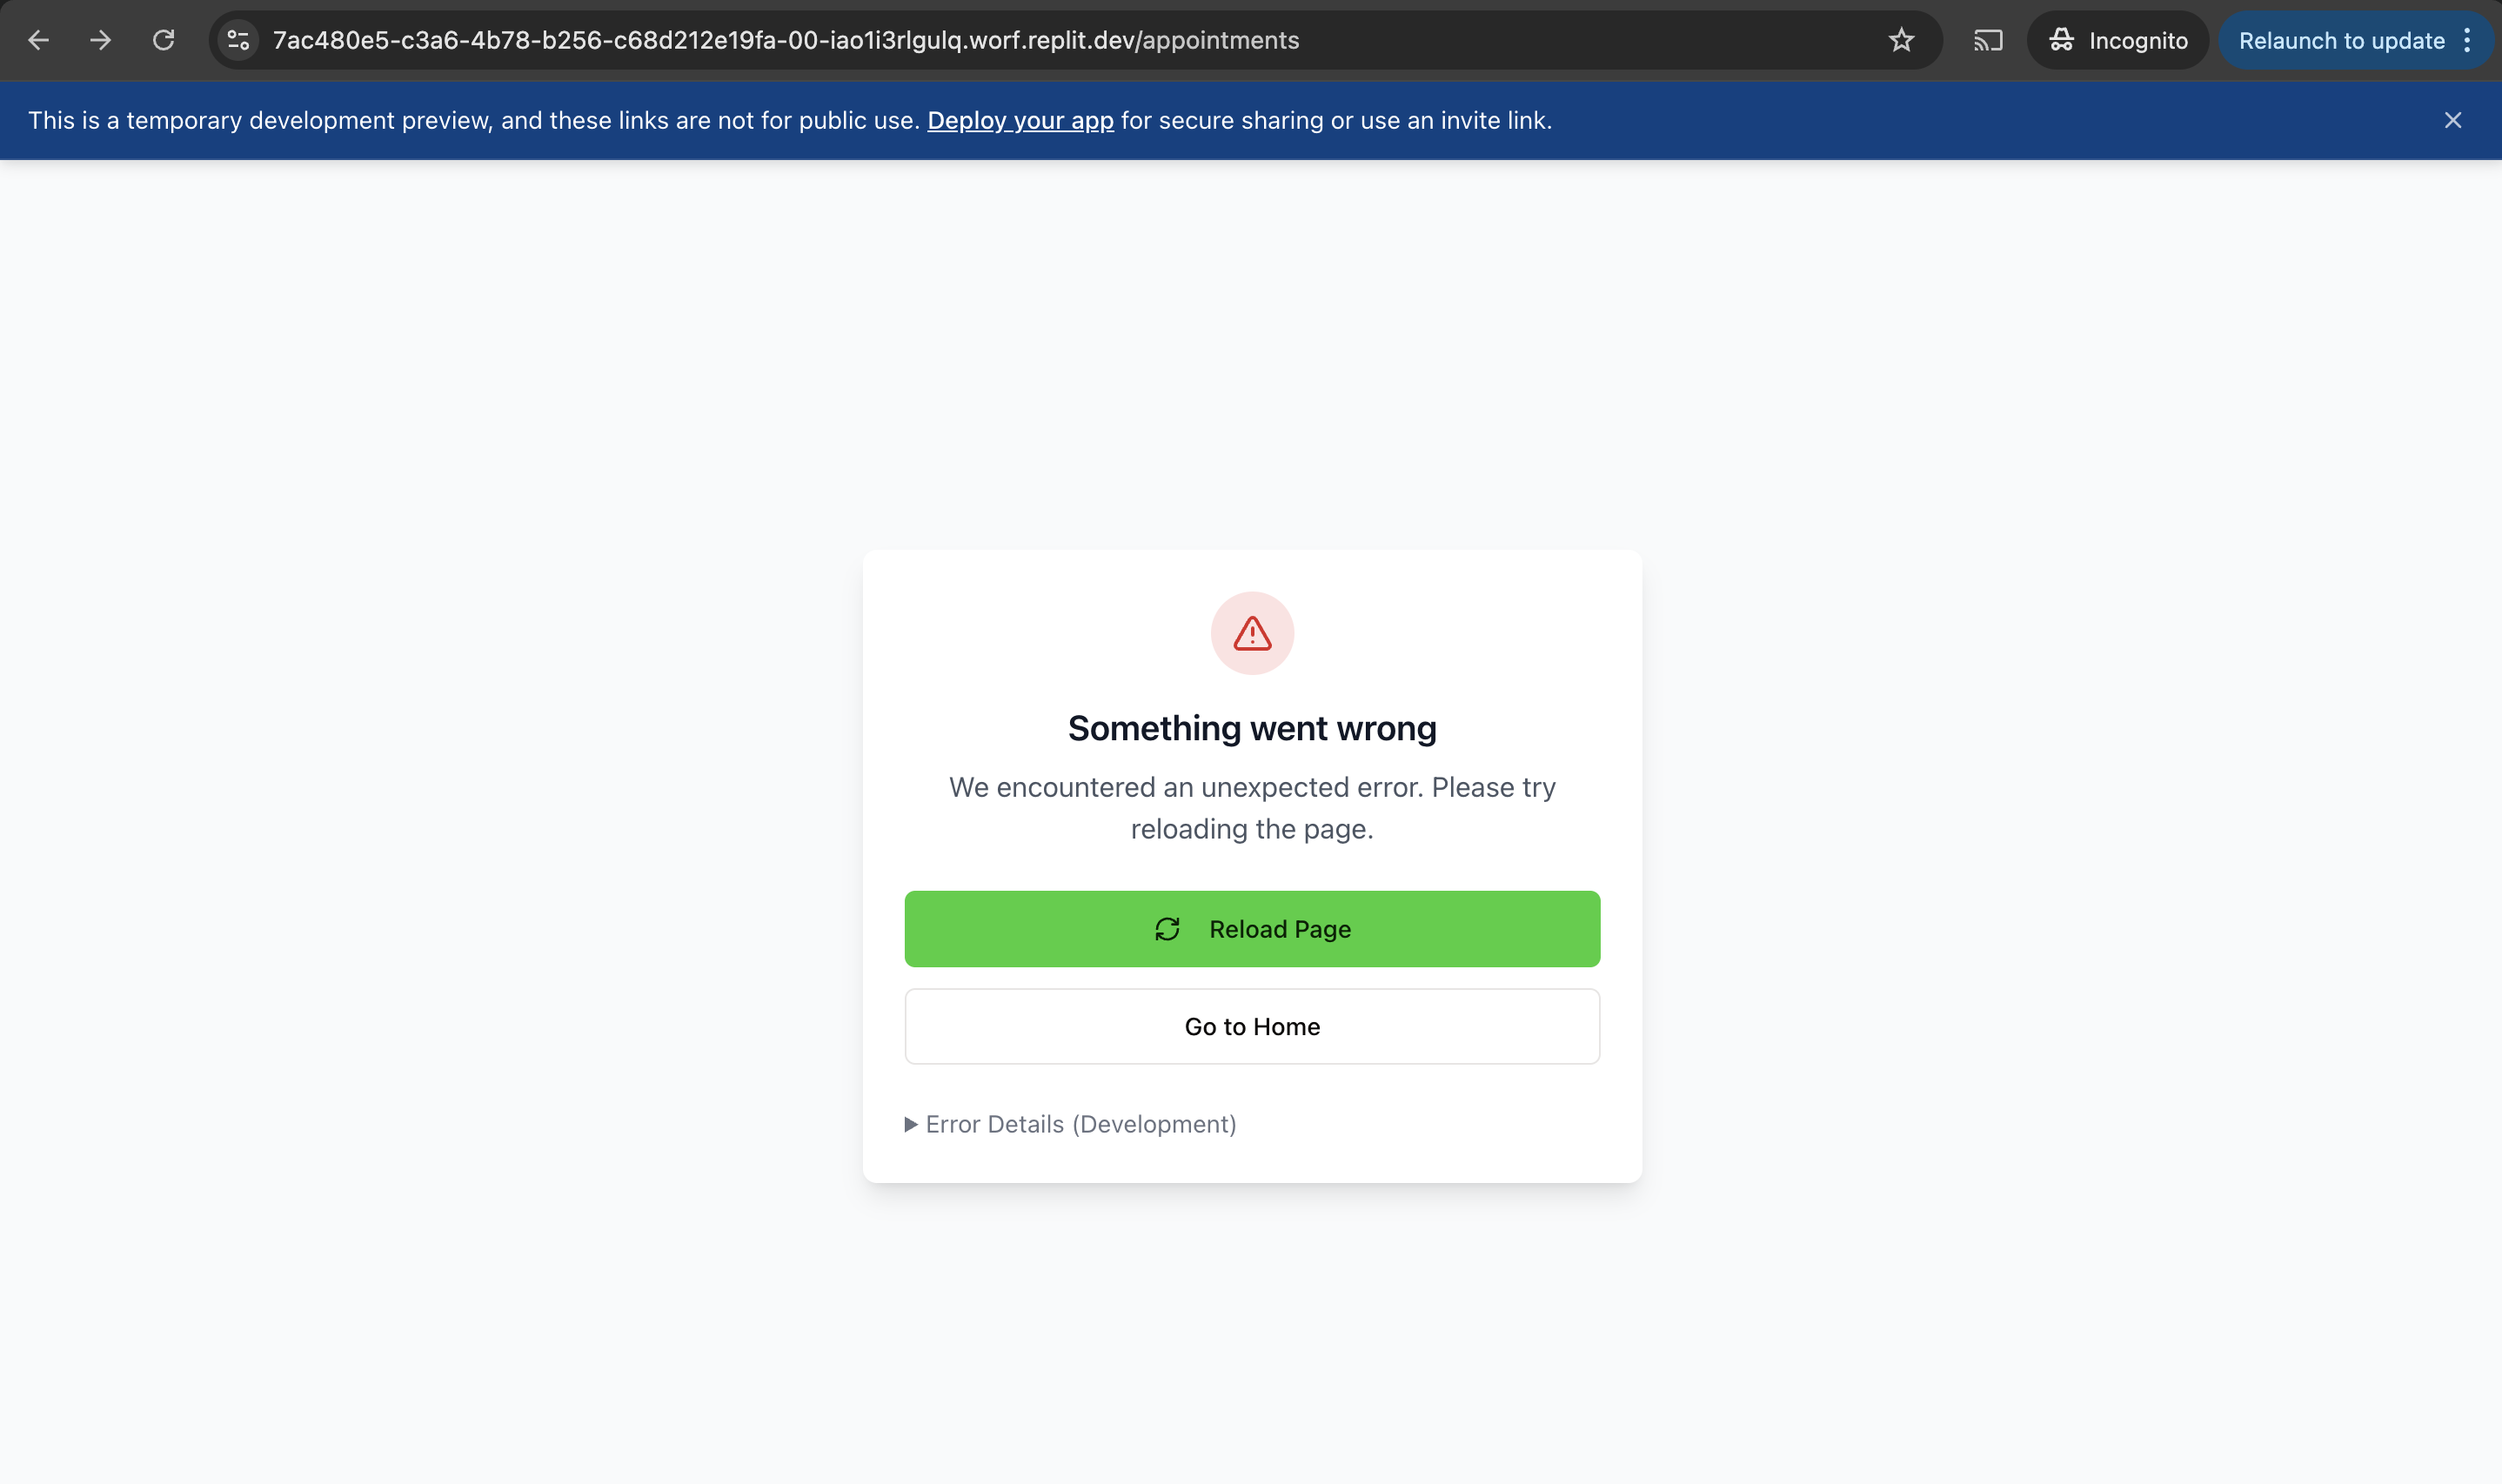 7ac480e5-c3a6-4b78-b256-c68d212e19fa-00-iao1i3rlgulq.worf.replit.dev/appointments
Incognito
Relaunch to update
This is a temporary development preview, and these links are not for public use. Deploy your app for secure sharing or use an invite link.
Something went wrong
We encountered an unexpected error. Please try
reloading the page.
Reload Page
Go to Home
Error Details (Development)